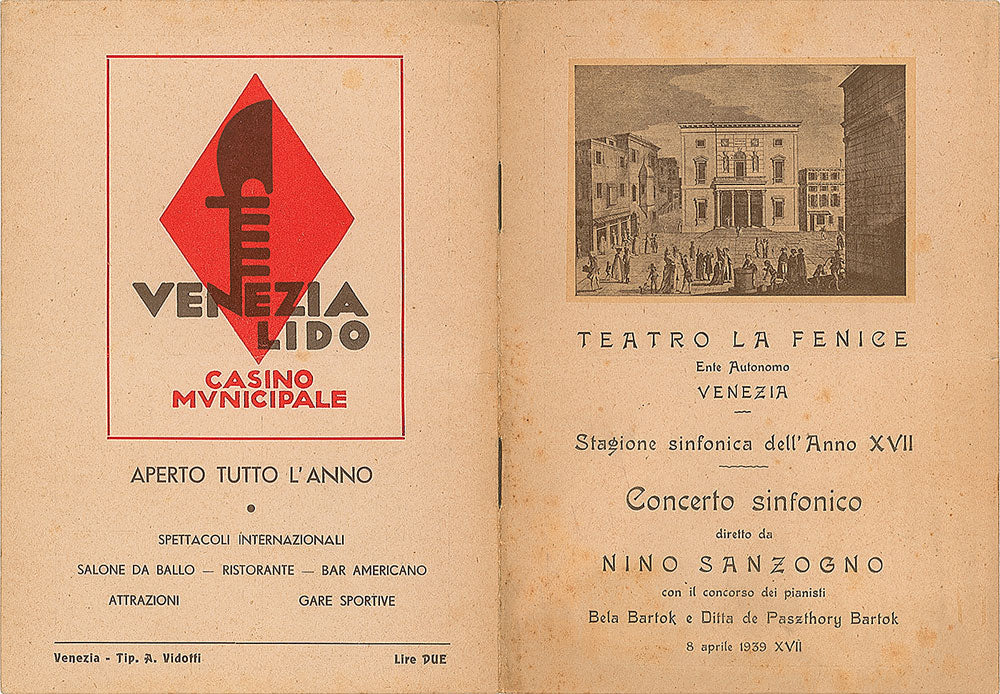 VENEZIA
LIDO
CASINO
MVNICIPALE
APERTO TUTTO L'ANNO
SPETTACOLI INTERNAZIONALI
SALONE DA BALLO — RISTORANTE — BAR AMERICANO
ATTRAZIONI GARE SPORTIVE
Venezia - Tip. A. Vidotti Lire DUE
TEATRO LA FENICE
Ente Autonomo
VENEZIA
Stagione sinfonica dell'Anno XVII
Concerto sinfonico
diretto da
NINO SANZOGNO
con il concorso dei pianisti
Bela Bartok e Ditta de Paszthory Bartok
8 aprile 1939 XVII